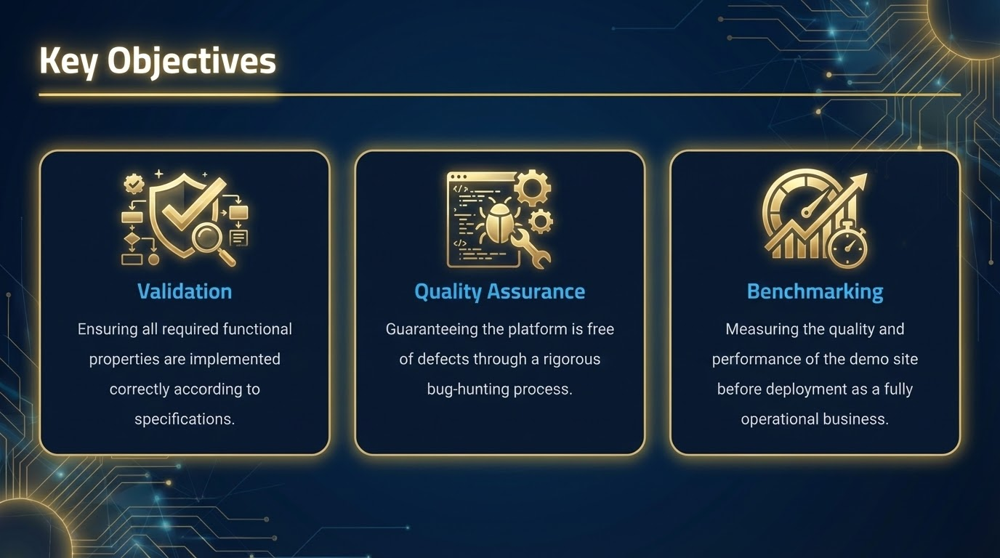 Key Objectives
Validation
Ensuring all required functional
properties are implemented
correctly according to
specifications.
Quality Assurance
Guaranteeing the platform is free
of defects through a rigorous
bug-hunting process.
Benchmarking
Measuring the quality and
performance of the demo site
before deployment as a fully
operational business.